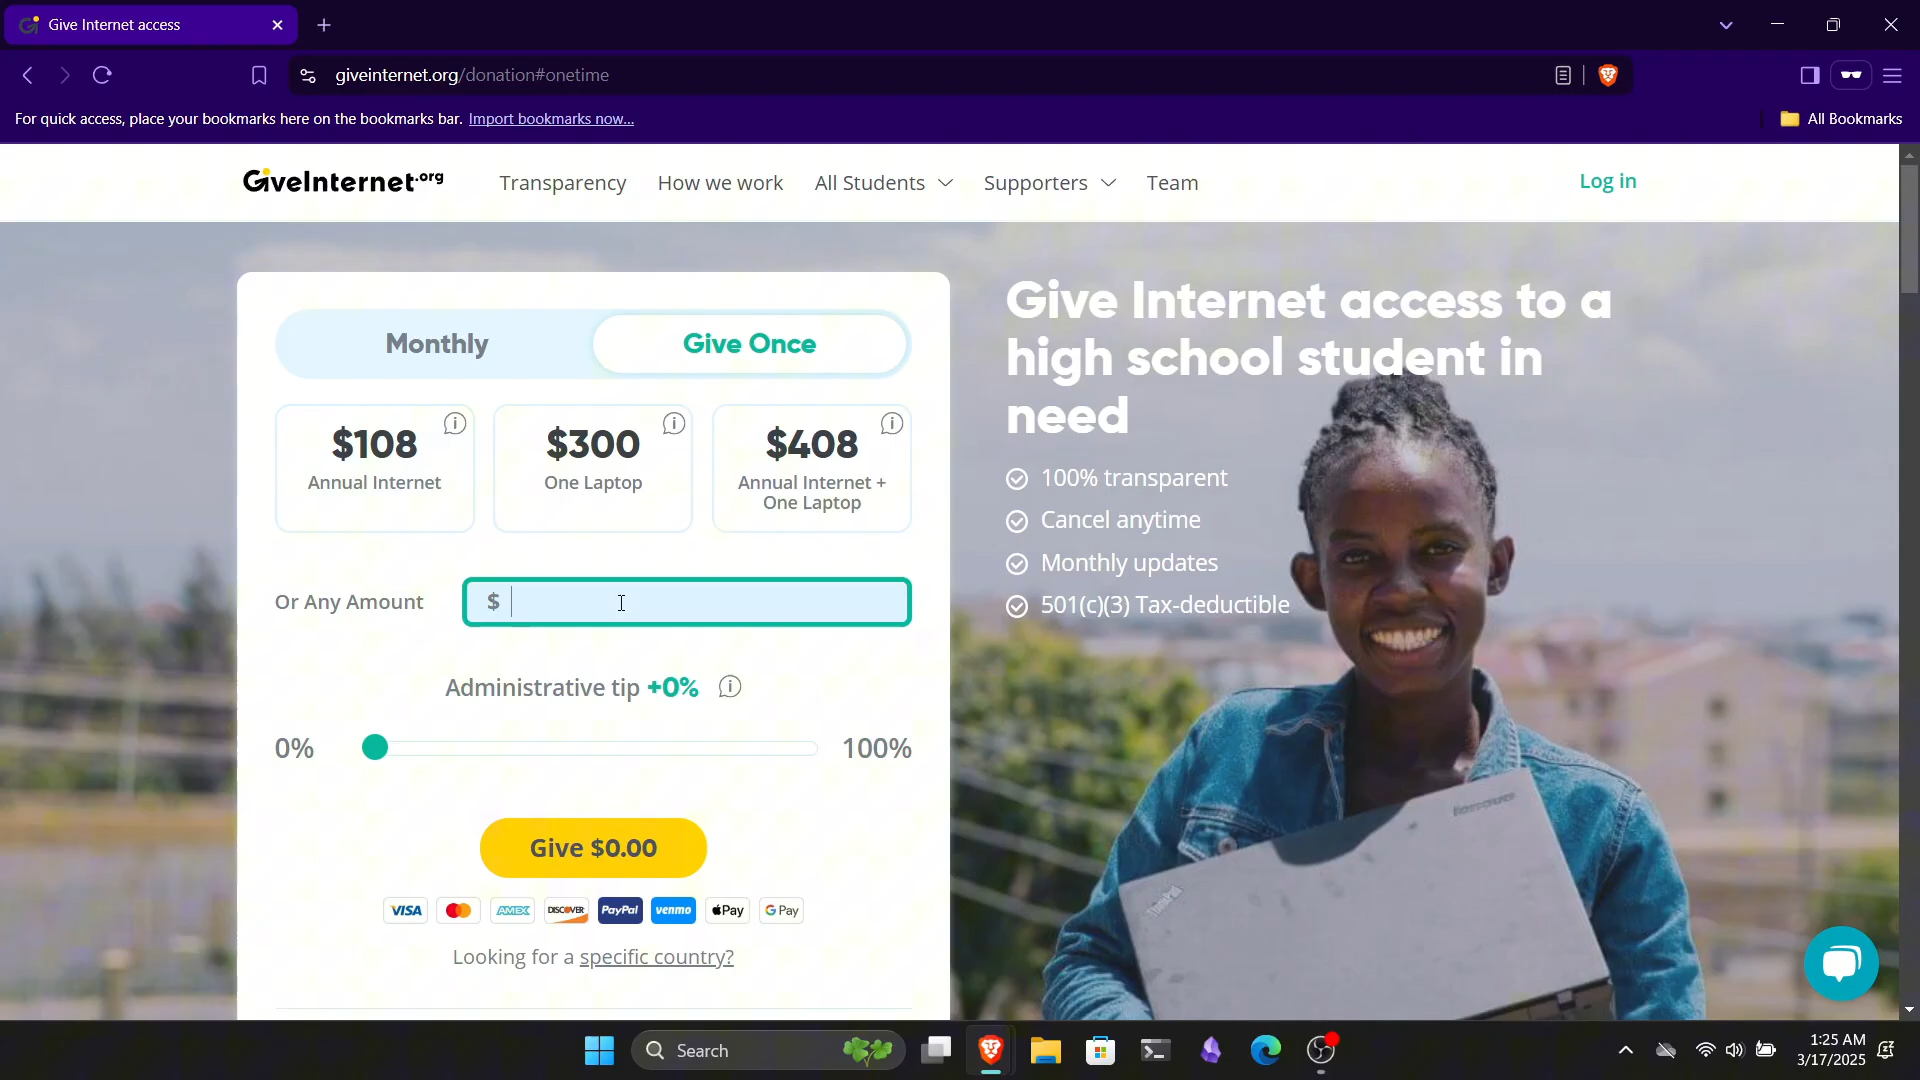 Give Internet access
giveinternet.org/donation#onetime
For quick access, place your bookmarks here on the bookmarks bar. Import bookmarks now...
All Bookmarks
GiveInternet.org
Transparency
How we work
All Students
Supporters
Team
Log in
Monthly
Give Once
$108
Annual Internet
$300
One Laptop
$408
Annual Internet +
One Laptop
Or Any Amount
$
Administrative tip +0%
0%
100%
Give $0.00
VISA
AMEX
DISCOVER
PayPal
venmo
Pay
G Pay
Looking for a specific country?
Give Internet access to a
high school student in
need
100% transparent
Cancel anytime
Monthly updates
501(c)(3) Tax-deductible
ThinkPad
Search
1:25 AM
3/17/2025